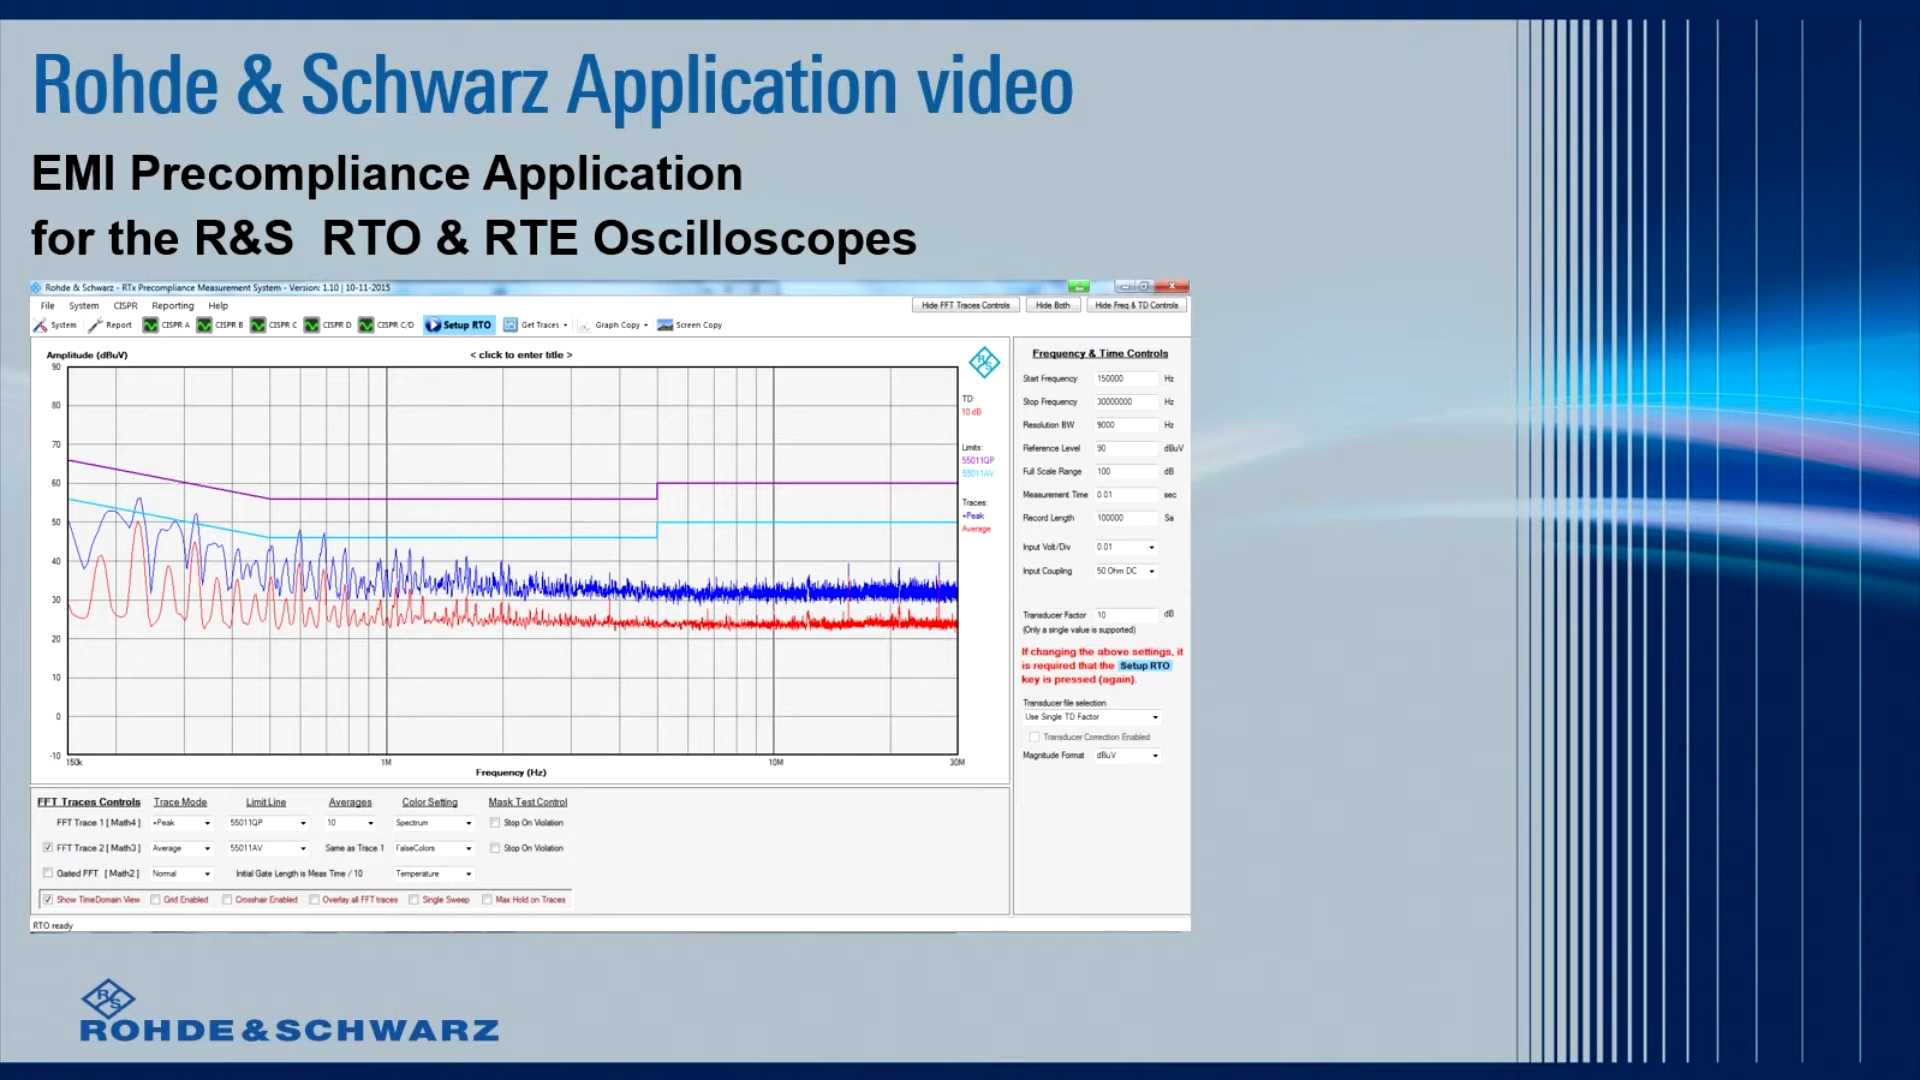 Rohde & Schwarz Application video
EMI Precompliance Application
for the R&S RTO & RTE Oscilloscopes
Rohde & Schwarz - RTx Precompliance Measurement System - Version: 1.10 | 10-11-2015
File System CISPR Reporting Help Hide FFT Traces Controls Hide Both Hide Freq & TD Controls
System Report CISPR A CISPR B CISPR C CISPR D CISPR C/D Setup RTO Get Traces Graph Copy Screen Copy
Amplitude (dBuV) < click to enter title >
90
80
70
60
50
40
30
20
10
0
-10
150k 1M 10M 30M
Frequency (Hz)
R S
TD:
10 dB
Limits:
55011QP
55011AV
Traces:
+Peak
Average
Frequency & Time Controls
Start Frequency 150000 Hz
Stop Frequency 30000000 Hz
Resolution BW 9000 Hz
Reference Level 90 dBuV
Full Scale Range 100 dB
Measurement Time 0.01 sec
Record Length 100000 Sa
Input Volt/Div 0.01
Input Coupling 50 Ohm DC
Transducer Factor 10 dB
(Only a single value is supported)
If changing the above settings, it
is required that the Setup RTO
key is pressed (again).
Transducer file selection
Use Single TD Factor
Transducer Correction Enabled
Magnitude Format dBuV
FFT Traces Controls Trace Mode Limit Line Averages Color Setting Mask Test Control
FFT Trace 1 [ Math4 ] +Peak 55011QP 10 Spectrum Stop On Violation
FFT Trace 2 [ Math3 ] Average 55011AV Same as Trace 1 FalseColors Stop On Violation
Gated FFT [ Math2 ] Normal Initial Gate Length is Meas Time / 10 Temperature
Show TimeDomain View Grid Enabled Crosshair Enabled Overlay all FFT traces Single Sweep Max Hold on Traces
RTO ready
R S
ROHDE & SCHWARZ